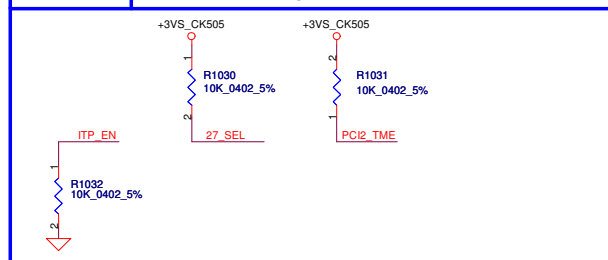 +3VS_CK505 +3VS_CK505
1 2
R1030 R1031
10K_0402_5% 10K_0402_5%
2 1
ITP_EN 27_SEL PCI2_TME
1
R1032
10K_0402_5%
2